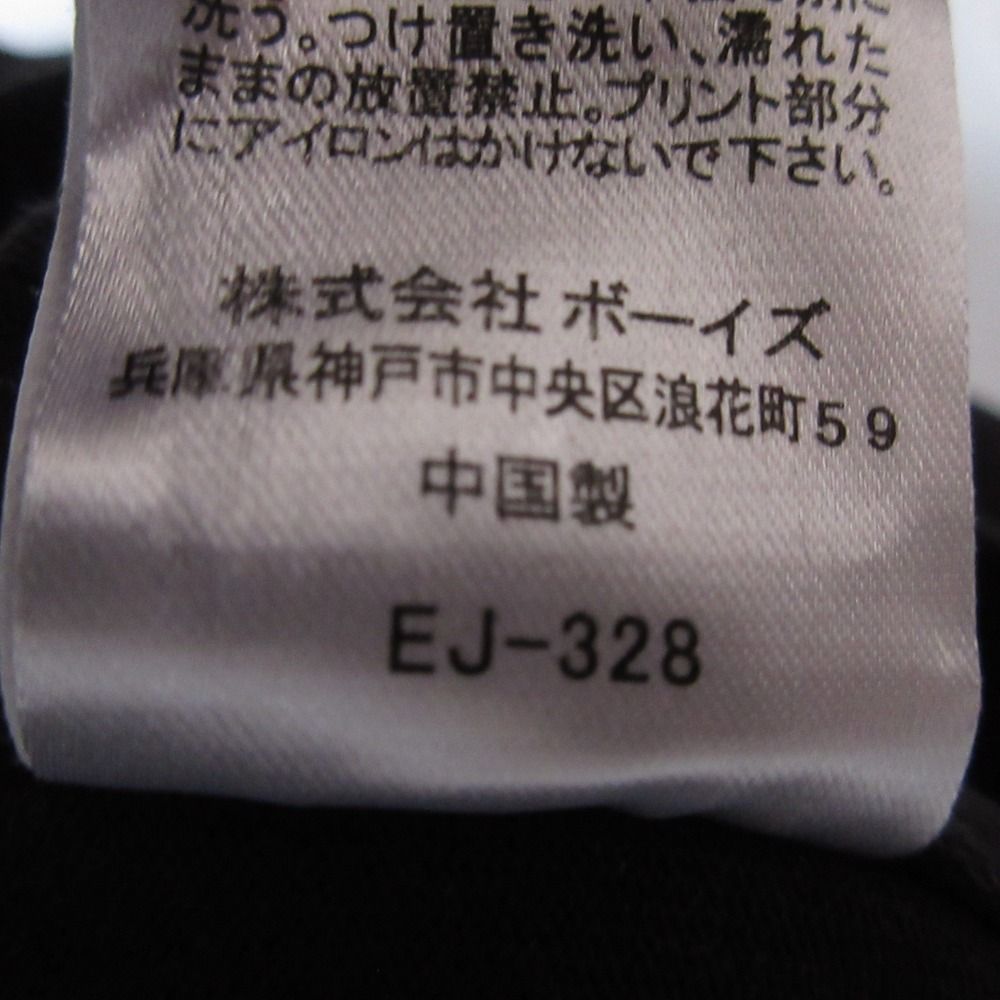 洗う。つけ置き洗い、濡れた
ままの放置禁止。プリント部分
にアイロンはかけないで下さい。
株式会社 ボーイズ
兵庫県神戸市中央区浪花町59
中国製
EJ-328